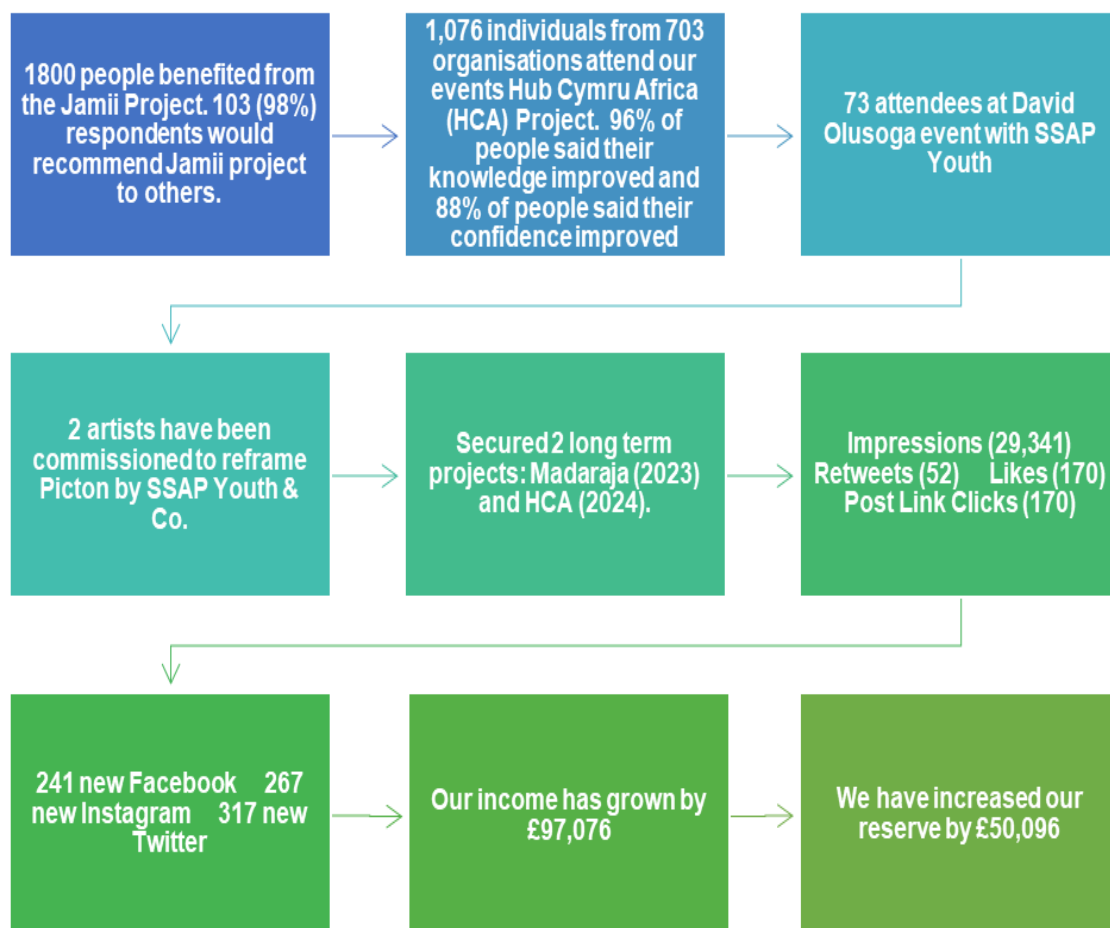 1800 people benefited from
the Jamii Project. 103 (98%)
respondents would
recommend Jamii project
to others.
1,076 individuals from 703
organisations attend our
events Hub Cymru Africa
(HCA) Project. 96% of
people said their
knowledge improved and
88% of people said their
confidence improved
73 attendees at David
Olusoga event with SSAP
Youth
2 artists have been
commissioned to reframe
Picton by SSAP Youth &
Co.
Secured 2 long term
projects: Madaraja (2023)
and HCA (2024).
Impressions (29,341)
Retweets (52) Likes (170)
Post Link Clicks (170)
241 new Facebook 267
new Instagram 317 new
Twitter
Our income has grown by
£97,076
We have increased our
reserve by £50,096